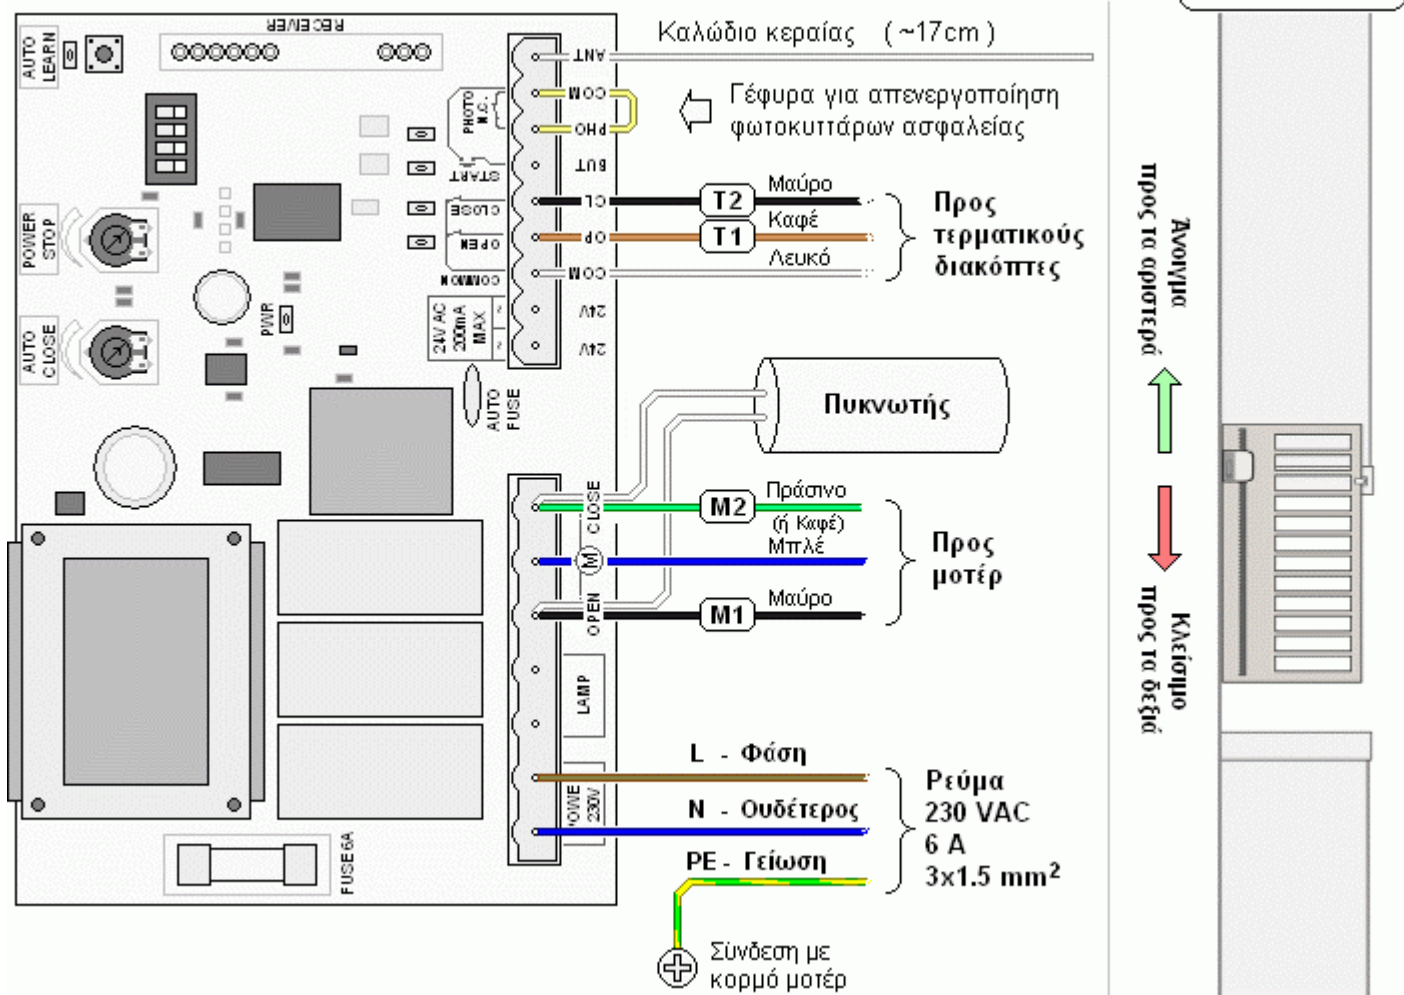 RECEIVER
AUTO
LEARN
ANT
Καλώδιο κεραίας ( ~17cm )
COM
PHO
PHOTO
N.C.
Γέφυρα για απενεργοποίηση
φωτοκυττάρων ασφαλείας
BUT
START
CL
CLOSE
T2
Μαύρο
OP
OPEN
T1
Καφέ
COM
COMMON
Λευκό
Προς
τερματικούς
διακόπτες
POWER
STOP
24V
24V
24V AC
200mA
MAX
~
~
PWR
AUTO
CLOSE
AUTO
FUSE
Πυκνωτής
CLOSE
M2
Πράσινο
(ή Καφέ)
M
Μπλέ
OPEN
M1
Μαύρο
Προς
μοτέρ
LAMP
L - Φάση
N - Ουδέτερος
PE - Γείωση
POWE
230V
Ρεύμα
230 VAC
6 A
3x1.5 mm²
FUSE 6A
Σύνδεση με
κορμό μοτέρ
Άνοιγμα
προς τα αριστερά
Κλείσιμο
προς τα δεξιά